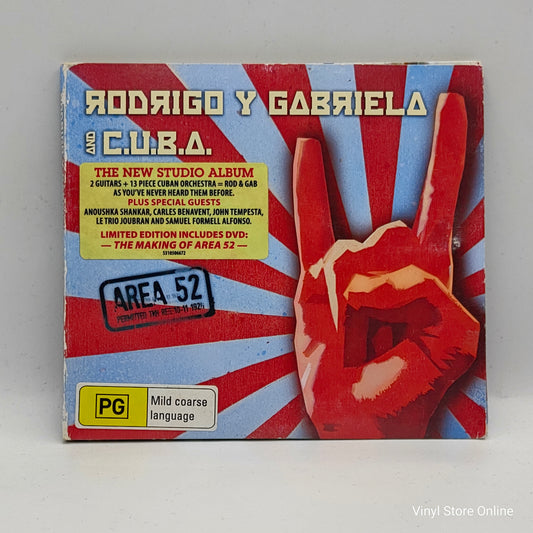 RODRIGO Y GABRIELA
AND C.U.B.A.
THE NEW STUDIO ALBUM
2 GUITARS + 13 PIECE CUBAN ORCHESTRA = ROD & GAB
AS YOU'VE NEVER HEARD THEM BEFORE.
PLUS SPECIAL GUESTS
ANOUSHKA SHANKAR, CARLES BENAVENT, JOHN TEMPESTA,
LE TRIO JOUBRAN AND SAMUEL FORMELL ALFONSO.
LIMITED EDITION INCLUDES DVD:
— THE MAKING OF AREA 52 —
5310506672
AREA 52
PERMITTED
PG
Mild coarse
language
Vinyl Store Online